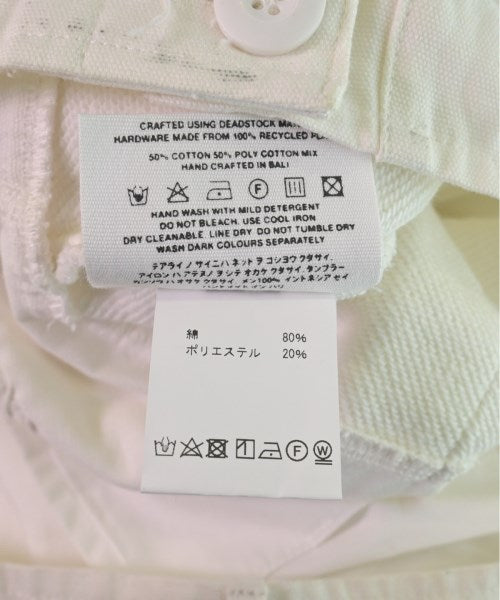 CRAFTED USING DEADSTOCK
HARDWARE MADE FROM 100% RECYCLED
50% COTTON 50% POLY COTTON MIX
HAND CRAFTED IN BALI
F
HAND WASH WITH MILD DETERGENT
DO NOT BLEACH. USE COOL IRON
DRY CLEANABLE. LINE DRY. DO NOT TUMBLE DRY
WASH DARK COLOURS SEPARATELY
テアライノサイニハネットヲゴシヨウクダサイ.
アイロンハアテヌノヲシテオカケクダサイ.タンブラー
綿 80%
ポリエステル 20%
F W